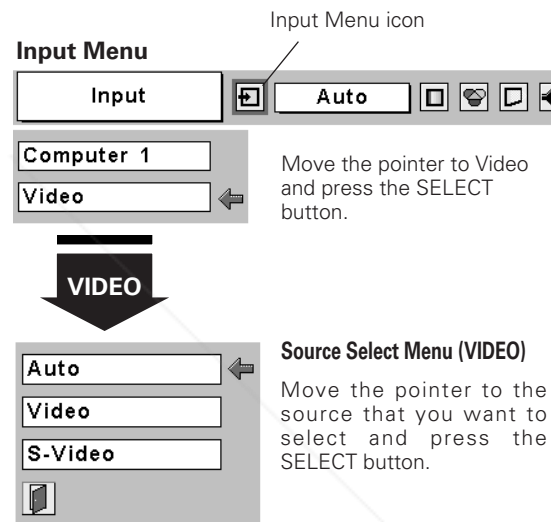 Input Menu icon
Input Menu
Input
Auto
Computer 1
Video
Move the pointer to Video
and press the SELECT
button.
VIDEO
Auto
Video
S-Video
Source Select Menu (VIDEO)
Move the pointer to the
source that you want to
select and press the
SELECT button.